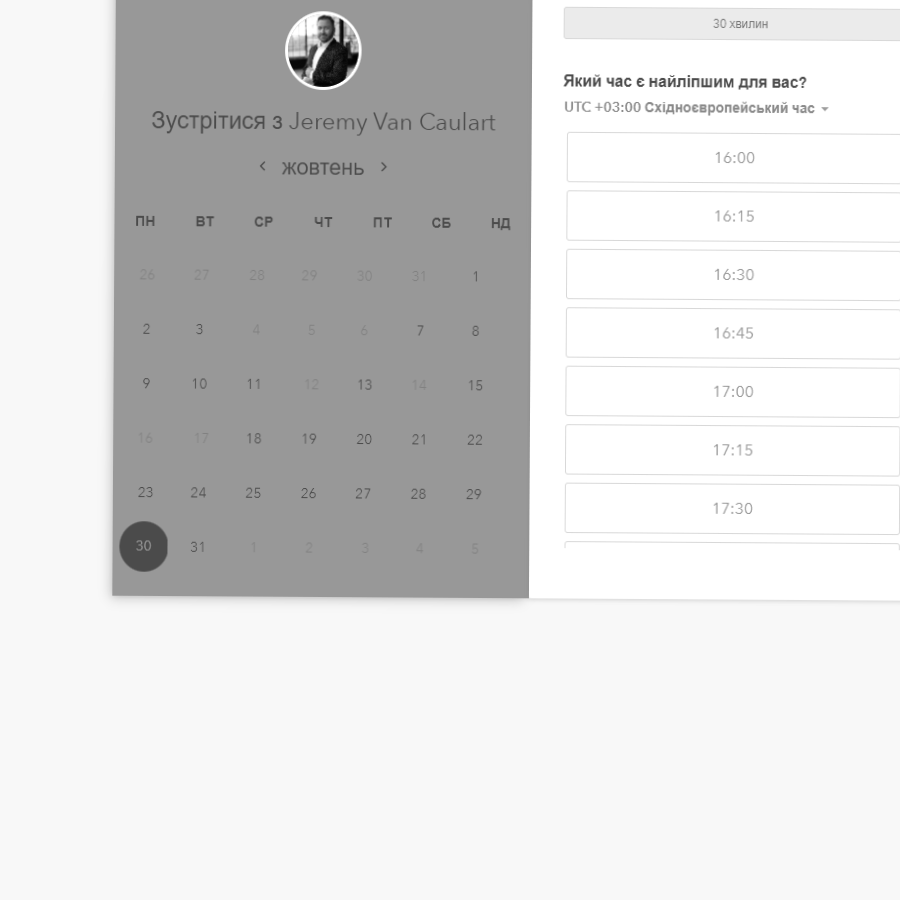 Зустрітися з Jeremy Van Caulart
жовтень
ПН ВТ СР ЧТ ПТ СБ НД
26 27 28 29 30 31 1
2 3 4 5 6 7 8
9 10 11 12 13 14 15
16 17 18 19 20 21 22
23 24 25 26 27 28 29
30 31 1 2 3 4 5
30 хвилин
Який час є найліпшим для вас?
UTC +03:00 Східноєвропейський час
16:00
16:15
16:30
16:45
17:00
17:15
17:30